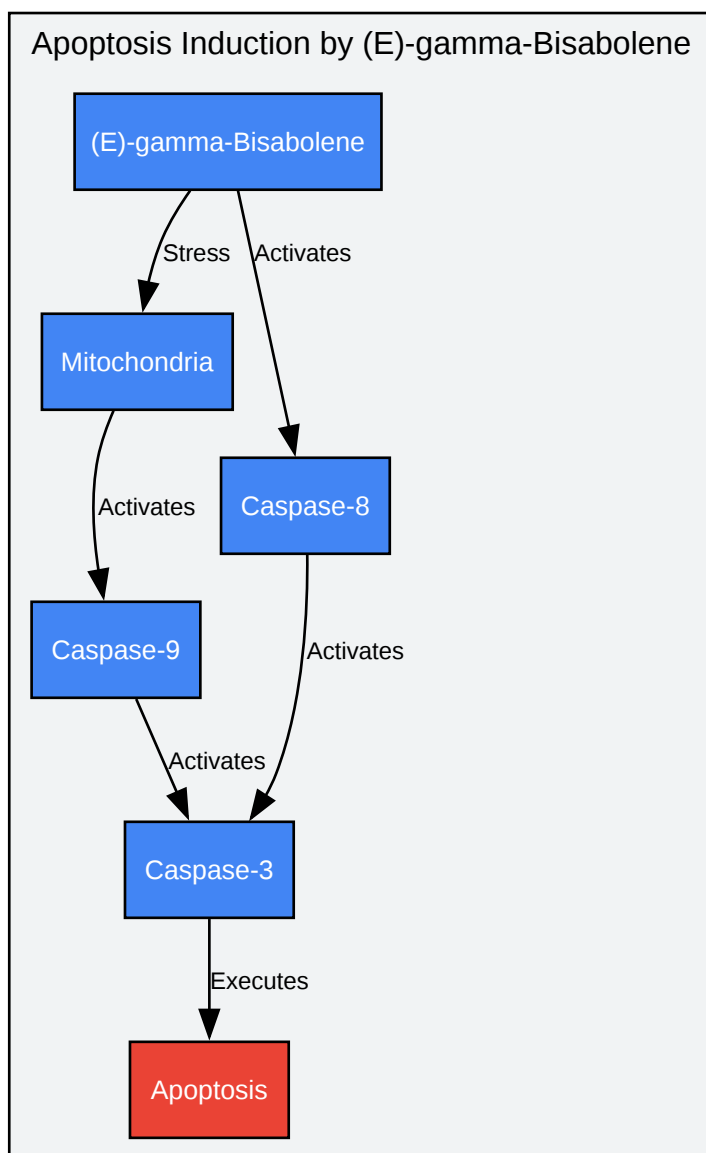 Apoptosis Induction by (E)-gamma-Bisabolene
(E)-gamma-Bisabolene
Stress
Activates
Mitochondria
Activates
Caspase-8
Caspase-9
Activates
Activates
Caspase-3
Executes
Apoptosis